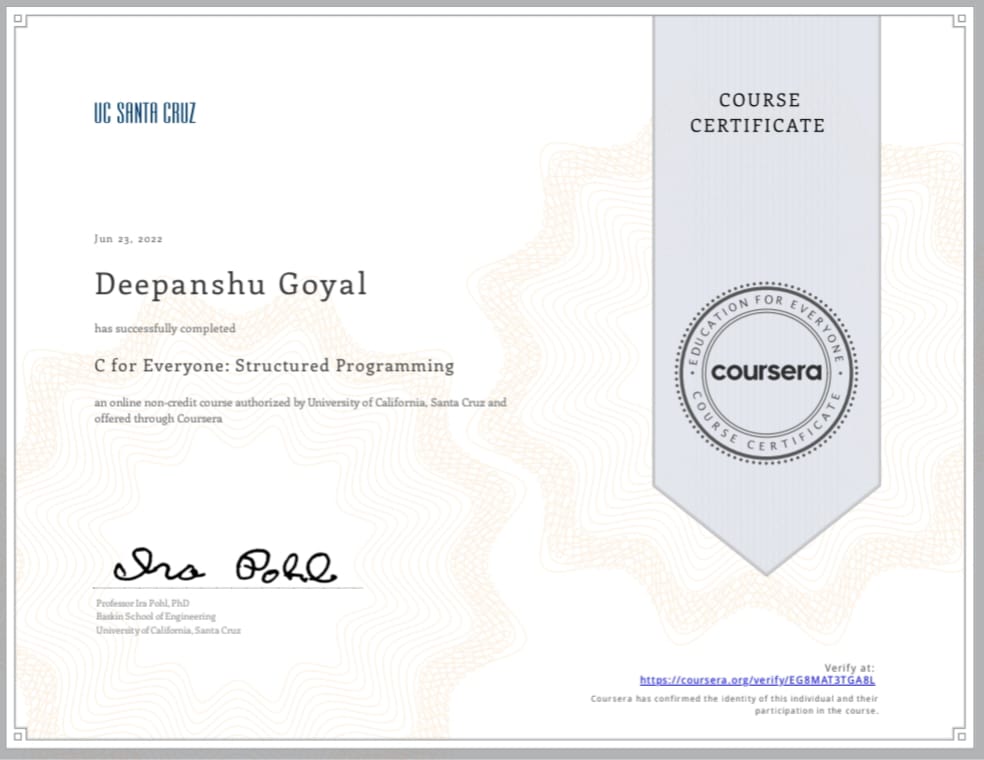 UC SANTA CRUZ
COURSE
CERTIFICATE
Jun 23, 2022
Deepanshu Goyal
has successfully completed
C for Everyone: Structured Programming
an online non-credit course authorized by University of California, Santa Cruz and
offered through Coursera
EDUCATION FOR EVERYONE
coursera
COURSE CERTIFICATE
Ira Pohl
Professor Ira Pohl, PhD
Baskin School of Engineering
University of California, Santa Cruz
Verify at:
https://coursera.org/verify/EG8MAT3TGA8L
Coursera has confirmed the identity of this individual and their
participation in the course.